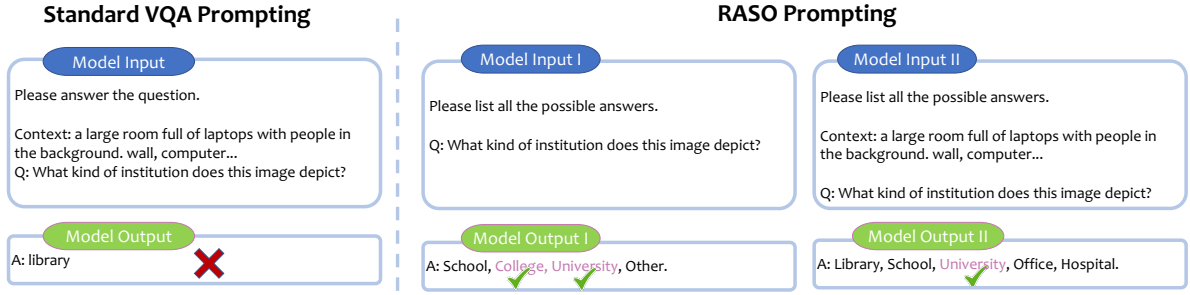 Standard VQA Prompting
Model Input
Please answer the question.
Context: a large room full of laptops with people in
the background. wall, computer...
Q: What kind of institution does this image depict?
Model Output
A: library
RASO Prompting
Model Input I
Please list all the possible answers.
Q: What kind of institution does this image depict?
Model Output I
A: School, College, University, Other.
Model Input II
Please list all the possible answers.
Context: a large room full of laptops with people in
the background. wall, computer...
Q: What kind of institution does this image depict?
Model Output II
A: Library, School, University, Office, Hospital.